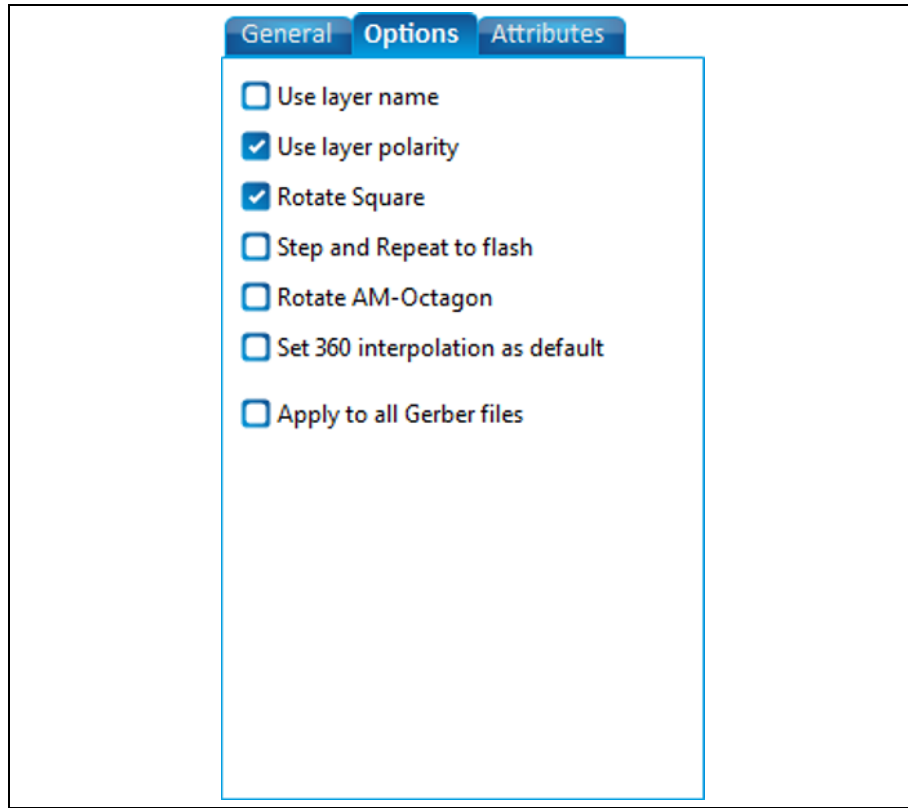 General Options Attributes
Use layer name
Use layer polarity
Rotate Square
Step and Repeat to flash
Rotate AM-Octagon
Set 360 interpolation as default
Apply to all Gerber files